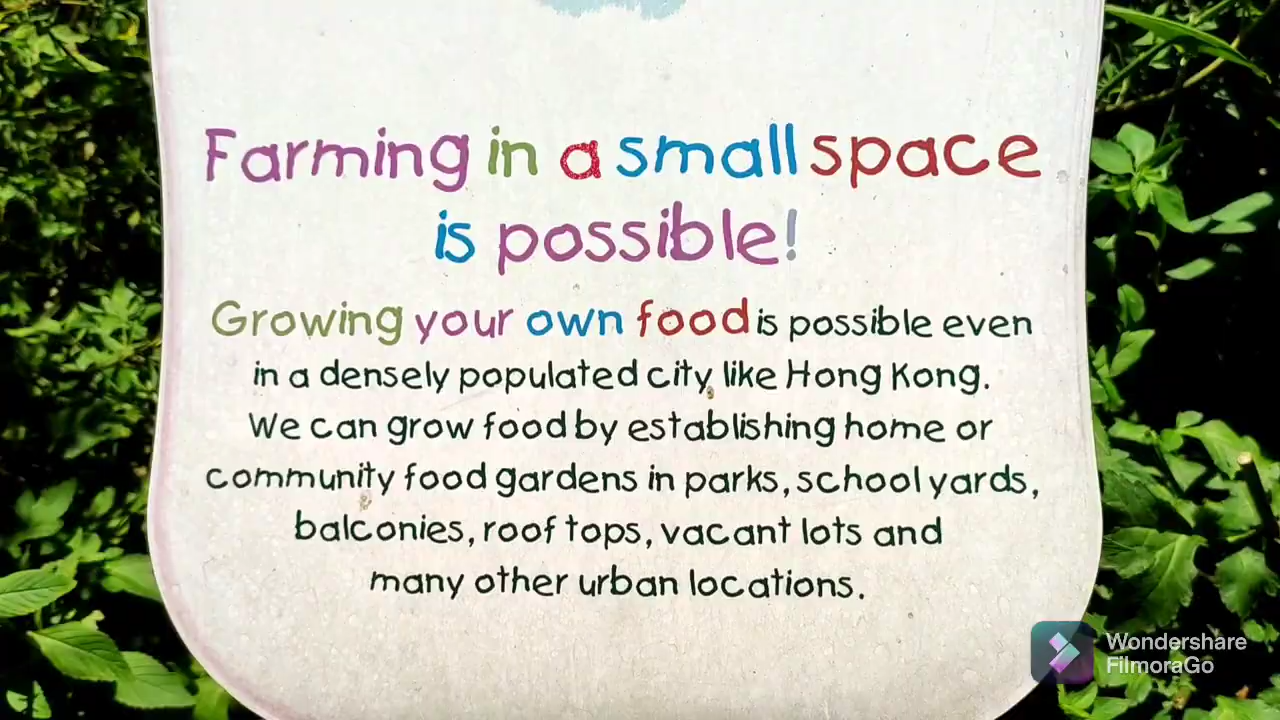 Farming in a small space
is possible!
Growing your own food is possible even
in a densely populated city like Hong Kong.
We can grow food by establishing home or
community food gardens in parks, school yards,
balconies, roof tops, vacant lots and
many other urban locations.
Wondershare
FilmoraGo